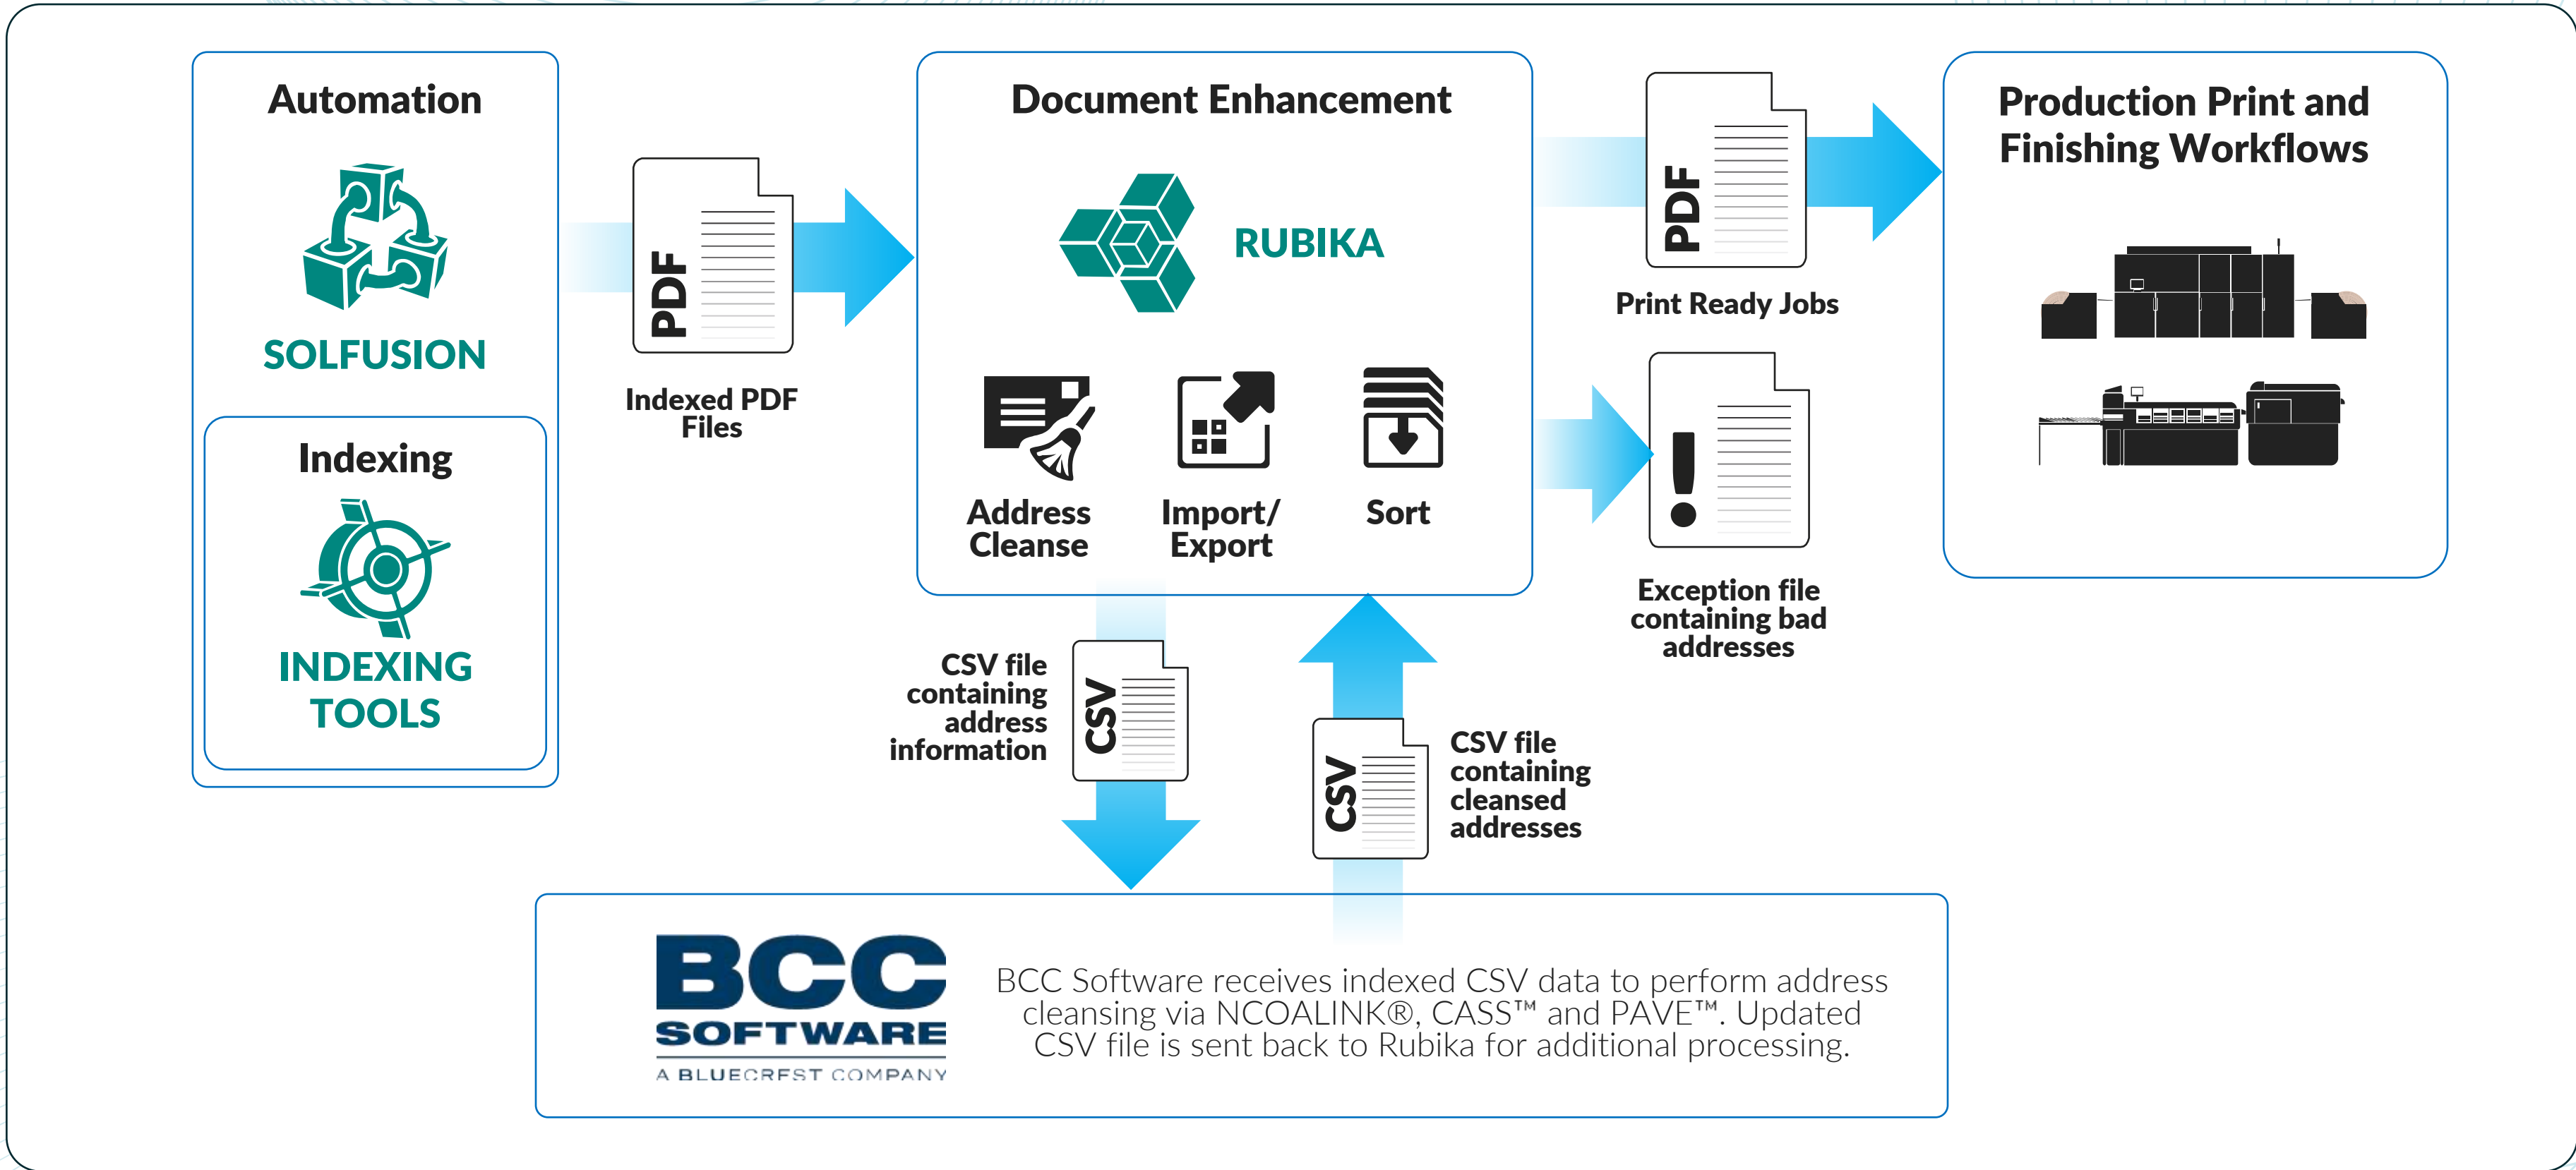 Automation
SOLFUSION
Indexing
INDEXING
TOOLS
PDF
Indexed PDF
Files
Document Enhancement
RUBIKA
Address
Cleanse
Import/
Export
Sort
PDF
Print Ready Jobs
Exception file
containing bad
addresses
Production Print and
Finishing Workflows
CSV file
containing
address
information
CSV
CSV
CSV file
containing
cleansed
addresses
BCC
SOFTWARE
A BLUECREST COMPANY
BCC Software receives indexed CSV data to perform address
cleansing via NCOALINK®, CASS™ and PAVE™. Updated
CSV file is sent back to Rubika for additional processing.